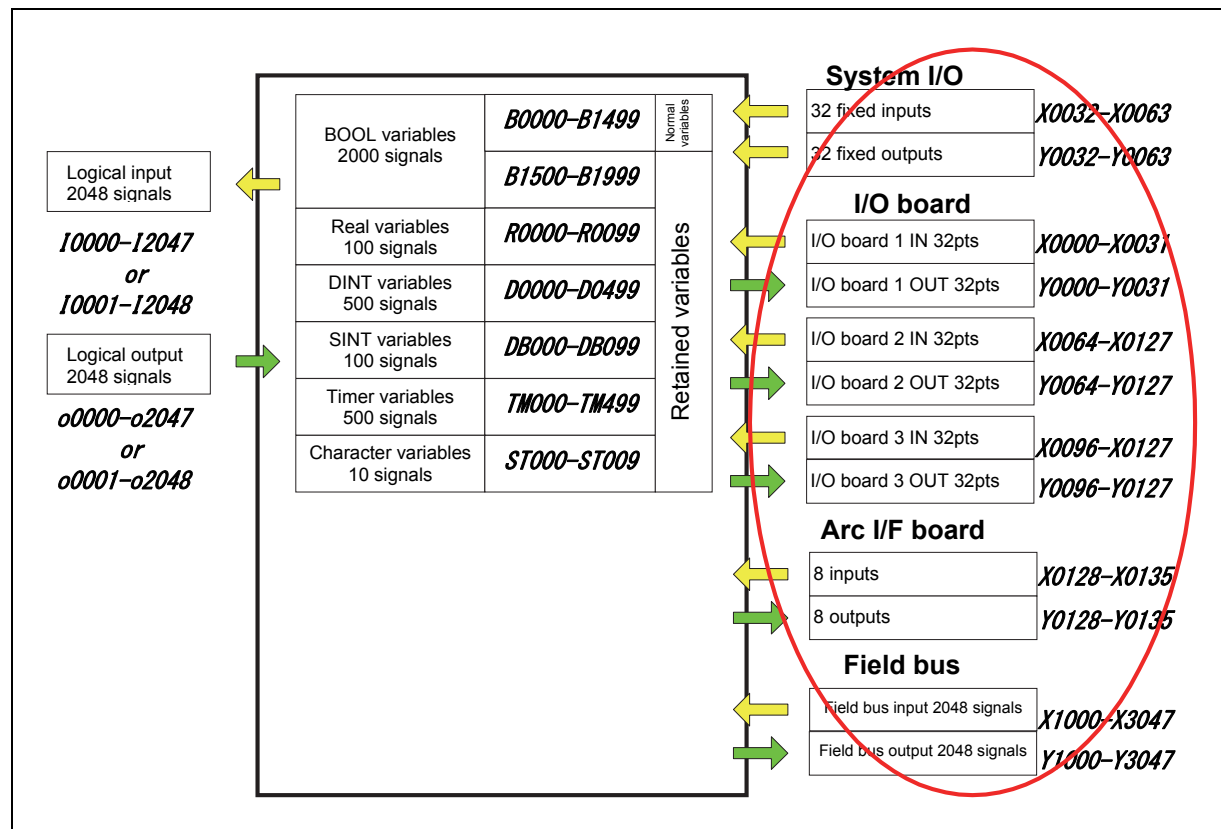 Logical input
2048 signals
I0000-I2047
or
I0001-I2048
Logical output
2048 signals
o0000-o2047
or
o0001-o2048
BOOL variables
2000 signals
B0000-B1499
Normal
variables
B1500-B1999
Real variables
100 signals
R0000-R0099
DINT variables
500 signals
D0000-D0499
SINT variables
100 signals
DB000-DB099
Timer variables
500 signals
TM000-TM499
Character variables
10 signals
ST000-ST009
Retained variables
System I/O
32 fixed inputs
X0032-X0063
32 fixed outputs
Y0032-Y0063
I/O board
I/O board 1 IN 32pts
X0000-X0031
I/O board 1 OUT 32pts
Y0000-Y0031
I/O board 2 IN 32pts
X0064-X0127
I/O board 2 OUT 32pts
Y0064-Y0127
I/O board 3 IN 32pts
X0096-X0127
I/O board 3 OUT 32pts
Y0096-Y0127
Arc I/F board
8 inputs
X0128-X0135
8 outputs
Y0128-Y0135
Field bus
Field bus input 2048 signals
X1000-X3047
Field bus output 2048 signals
Y1000-Y3047